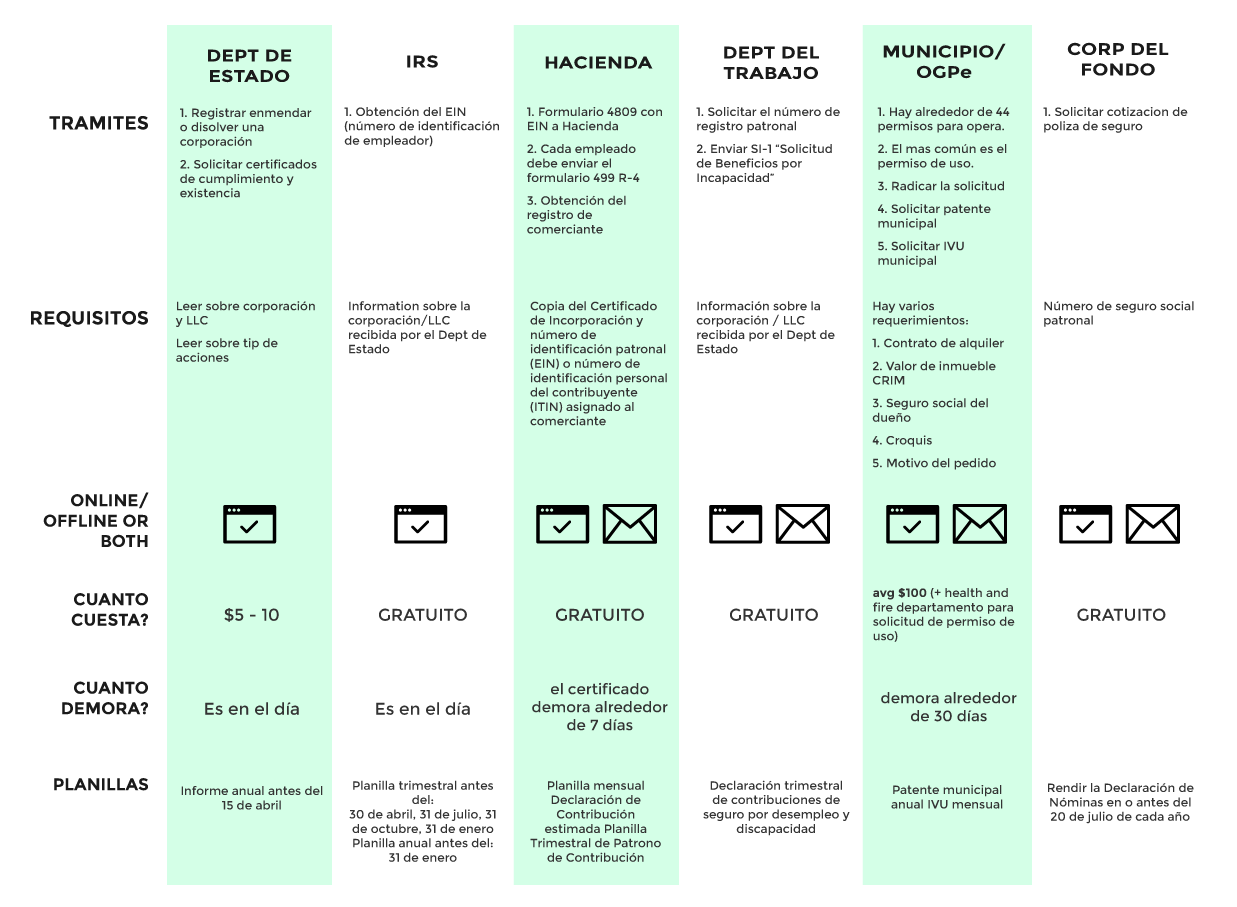 DEPT DE
ESTADO
IRS
HACIENDA
DEPT DEL
TRABAJO
MUNICIPIO/
OGPe
CORP DEL
FONDO
TRAMITES
1. Registrar enmendar
o disolver una
corporación
2. Solicitar certificados
de cumplimiento y
existencia
1. Obtención del EIN
(número de identificación
de empleador)
1. Formulario 4809 con
EIN a Hacienda
2. Cada empleado
debe enviar el
formulario 499 R-4
3. Obtención del
registro de
comerciante
1. Solicitar el número de
registro patronal
2. Enviar SI-1 “Solicitud
de Beneficios por
Incapacidad”
1. Hay alrededor de 44
permisos para opera.
2. El mas común es el
permiso de uso.
3. Radicar la solicitud
4. Solicitar patente
municipal
5. Solicitar IVU
municipal
1. Solicitar cotizacion de
poliza de seguro
REQUISITOS
Leer sobre corporación
y LLC
Leer sobre tip de
acciones
Information sobre la
corporación/LLC
recibida por el Dept de
Estado
Copia del Certificado
de Incorporación y
número de
identificación patronal
(EIN) o número de
identificación personal
del contribuyente
(ITIN) asignado al
comerciante
Información sobre la
corporación / LLC
recibida por el Dept de
Estado
Hay varios
requerimientos:
1. Contrato de alquiler
2. Valor de inmueble
CRIM
3. Seguro social del
dueño
4. Croquis
5. Motivo del pedido
Número de seguro social
patronal
ONLINE/
OFFLINE OR
BOTH
CUANTO
CUESTA?
$5 - 10
GRATUITO
GRATUITO
GRATUITO
avg $100 (+ health and
fire departamento para
solicitud de permiso de
uso)
GRATUITO
CUANTO
DEMORA?
Es en el día
Es en el día
el certificado
demora alrededor
de 7 días
demora alrededor
de 30 días
PLANILLAS
Informe anual antes del
15 de abril
Planilla trimestral antes
del:
30 de abril, 31 de julio, 31
de octubre, 31 de enero
Planilla anual antes del:
31 de enero
Planilla mensual
Declaración de
Contribución
estimada Planilla
Trimestral de Patrono
de Contribución
Declaración trimestral
de contribuciones de
seguro por desempleo y
discapacidad
Patente municipal
anual IVU mensual
Rendir la Declaración de
Nóminas en o antes del
20 de julio de cada año